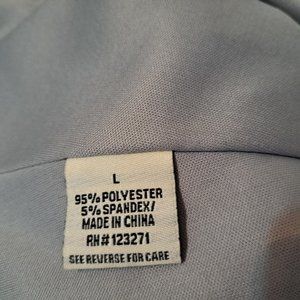 L
95% POLYESTER
5% SPANDEX/
MADE IN CHINA
RN#123271
SEE REVERSE FOR CARE